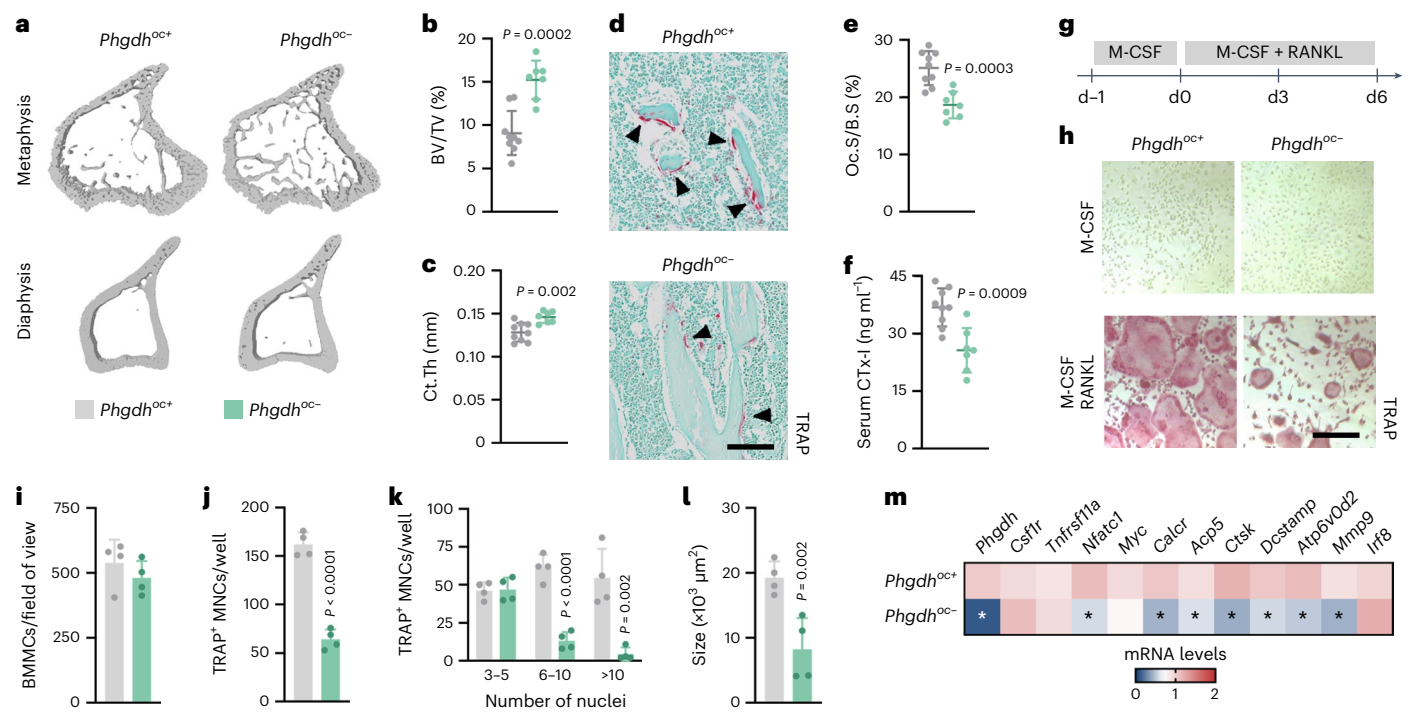 a
Phgdh^oc+
Phgdh^oc−
Metaphysis
Diaphysis
Phgdh^oc+
Phgdh^oc−
b
P = 0.0002
BV/TV (%)
20
15
10
5
0
c
P = 0.002
Ct.Th (mm)
0.20
0.15
0.10
0.05
0
d
Phgdh^oc+
Phgdh^oc−
TRAP
e
P = 0.0003
Oc.S/B.S (%)
30
20
10
0
f
P = 0.0009
Serum CTx-I (ng ml⁻¹)
45
30
15
0
g
M-CSF
M-CSF + RANKL
d−1
d0
d3
d6
h
Phgdh^oc+
Phgdh^oc−
M-CSF
M-CSF
RANKL
TRAP
i
BMMCs/field of view
750
500
250
0
j
TRAP⁺ MNCs/well
200
150
100
50
0
P < 0.0001
k
TRAP⁺ MNCs/well
100
75
50
25
0
P < 0.0001
P = 0.002
3–5
6–10
>10
Number of nuclei
l
Size (×10³ µm²)
30
20
10
0
P = 0.002
m
Phgdh
Csf1r
Tnfrsf11a
Nfatc1
Myc
Calcr
Acp5
Ctsk
Dcstamp
Atp6v0d2
Mmp9
Irf8
Phgdh^oc+
Phgdh^oc−
* * * * * * * *
mRNA levels
0
1
2